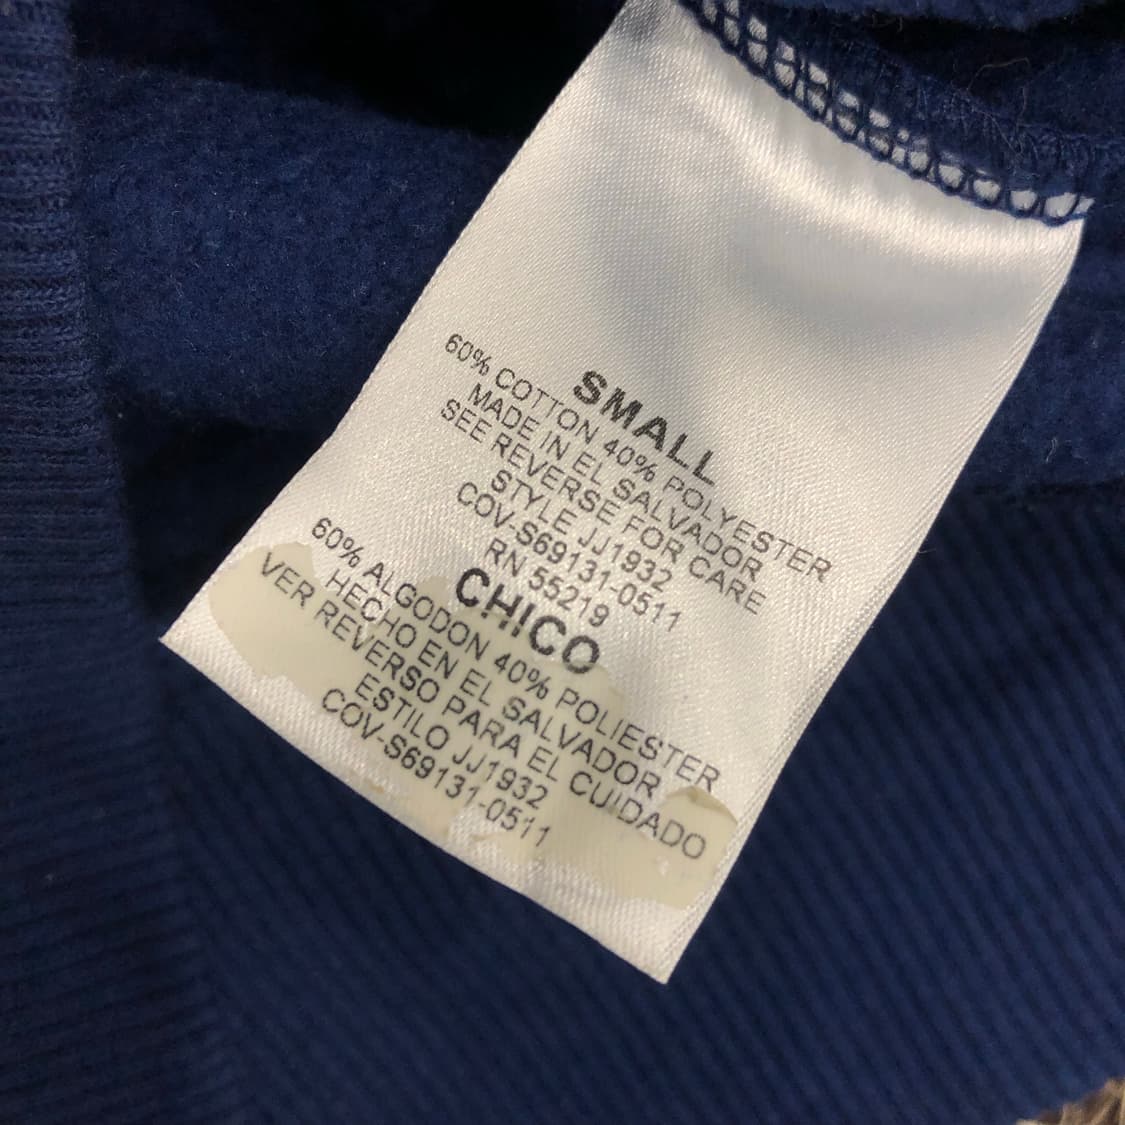 SMALL
60% COTTON 40% POLYESTER
MADE IN EL SALVADOR
SEE REVERSE FOR CARE
STYLE JJ1932
COV-S69131-0511
RN 55219
CHICO
60% ALGODON 40% POLIESTER
HECHO EN EL SALVADOR
VER REVERSO PARA EL CUIDADO
ESTILO JJ1932
COV-S69131-0511